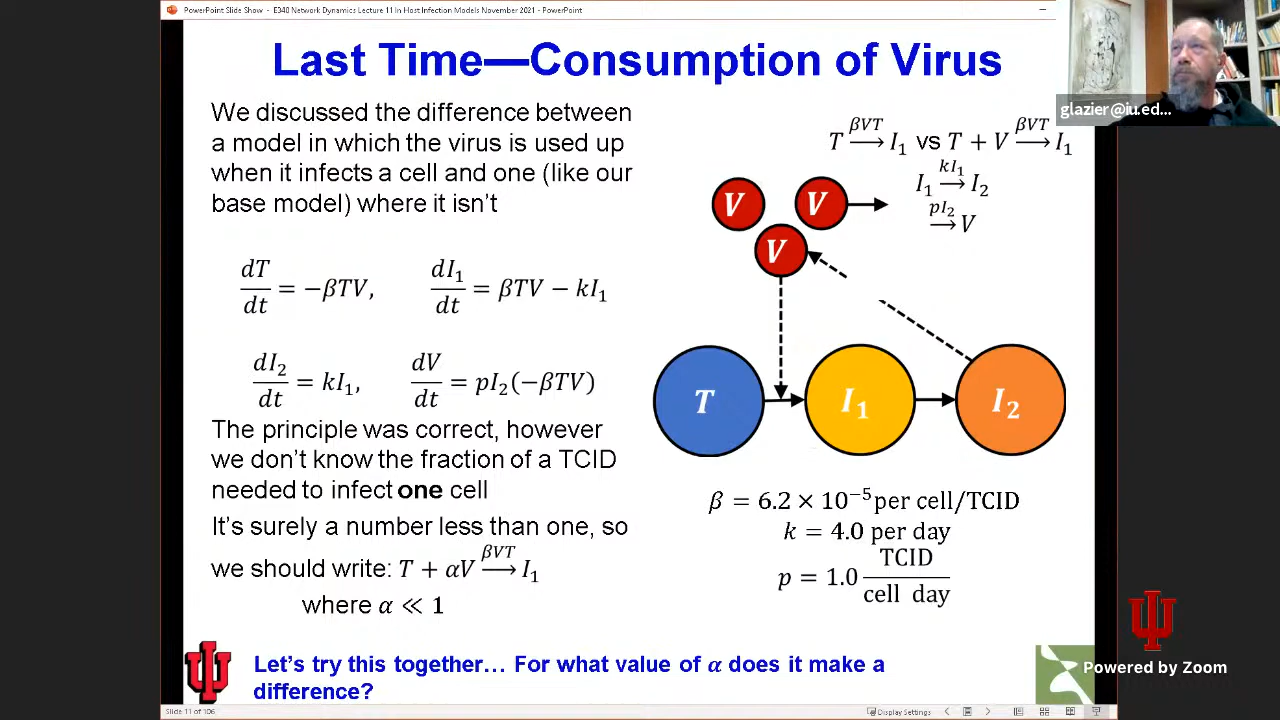 PowerPoint Slide Show - E340 Network Dynamics Lecture 11 In Host Infection Models November 2021 - PowerPoint
Last Time—Consumption of Virus
We discussed the difference between
a model in which the virus is used up
when it infects a cell and one (like our
base model) where it isn't
dT/dt = −βTV, dI₁/dt = βTV − kI₁
dI₂/dt = kI₁, dV/dt = pI₂(−βTV)
The principle was correct, however
we don't know the fraction of a TCID
needed to infect one cell
It's surely a number less than one, so
we should write: T + αV →^βVT I₁
where α ≪ 1
glazier@iu.ed...
T →^βVT I₁ vs T + V →^βVT I₁
I₁ →^kI₁ I₂
→^pI₂ V
V
V
V
T
I₁
I₂
β = 6.2 × 10⁻⁵ per cell/TCID
k = 4.0 per day
p = 1.0 TCID/cell day
Let's try this together... For what value of α does it make a
difference?
Powered by Zoom
Slide 11 of 106
Display Settings